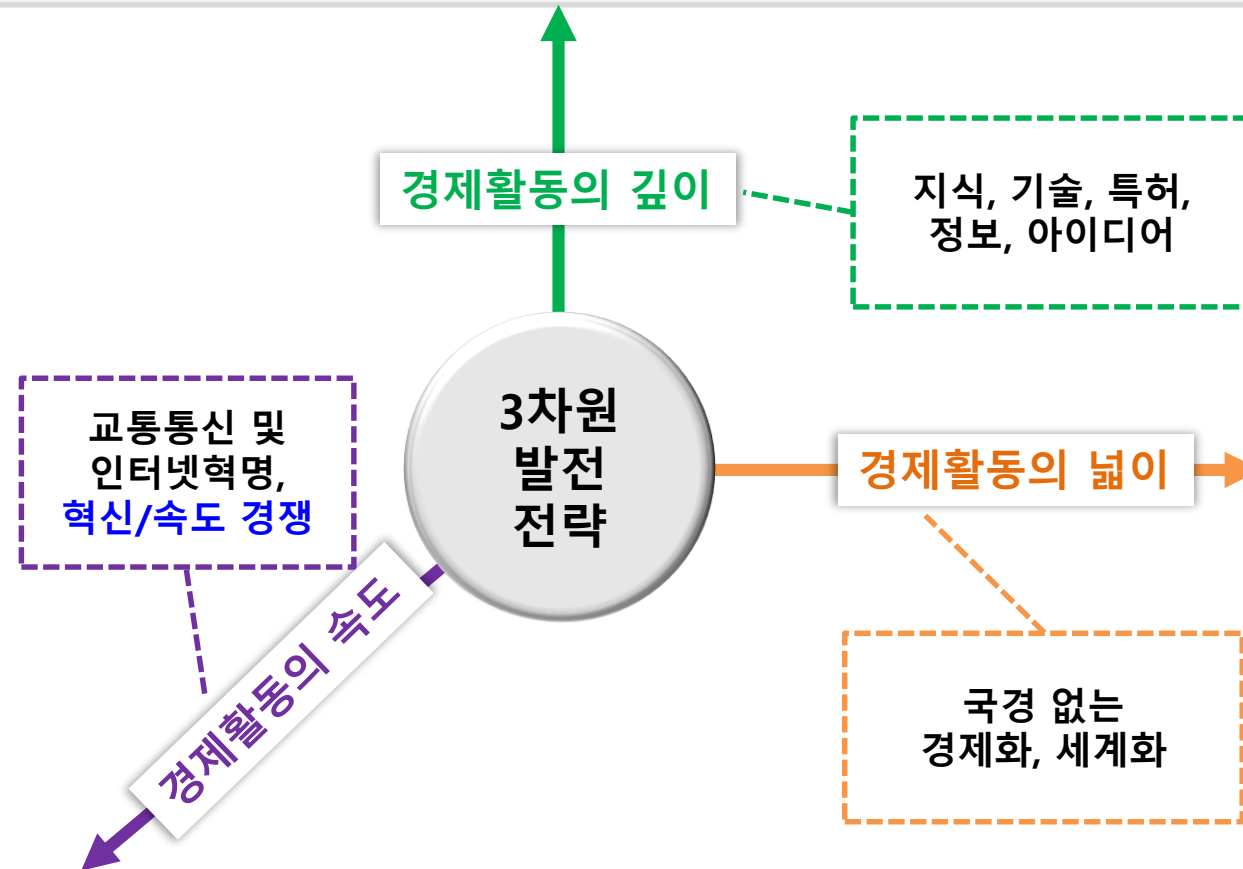 경제활동의 깊이
지식, 기술, 특허,
정보, 아이디어
3차원
발전
전략
교통통신 및
인터넷혁명,
혁신/속도 경쟁
경제활동의 넓이
경제활동의 속도
국경 없는
경제화, 세계화